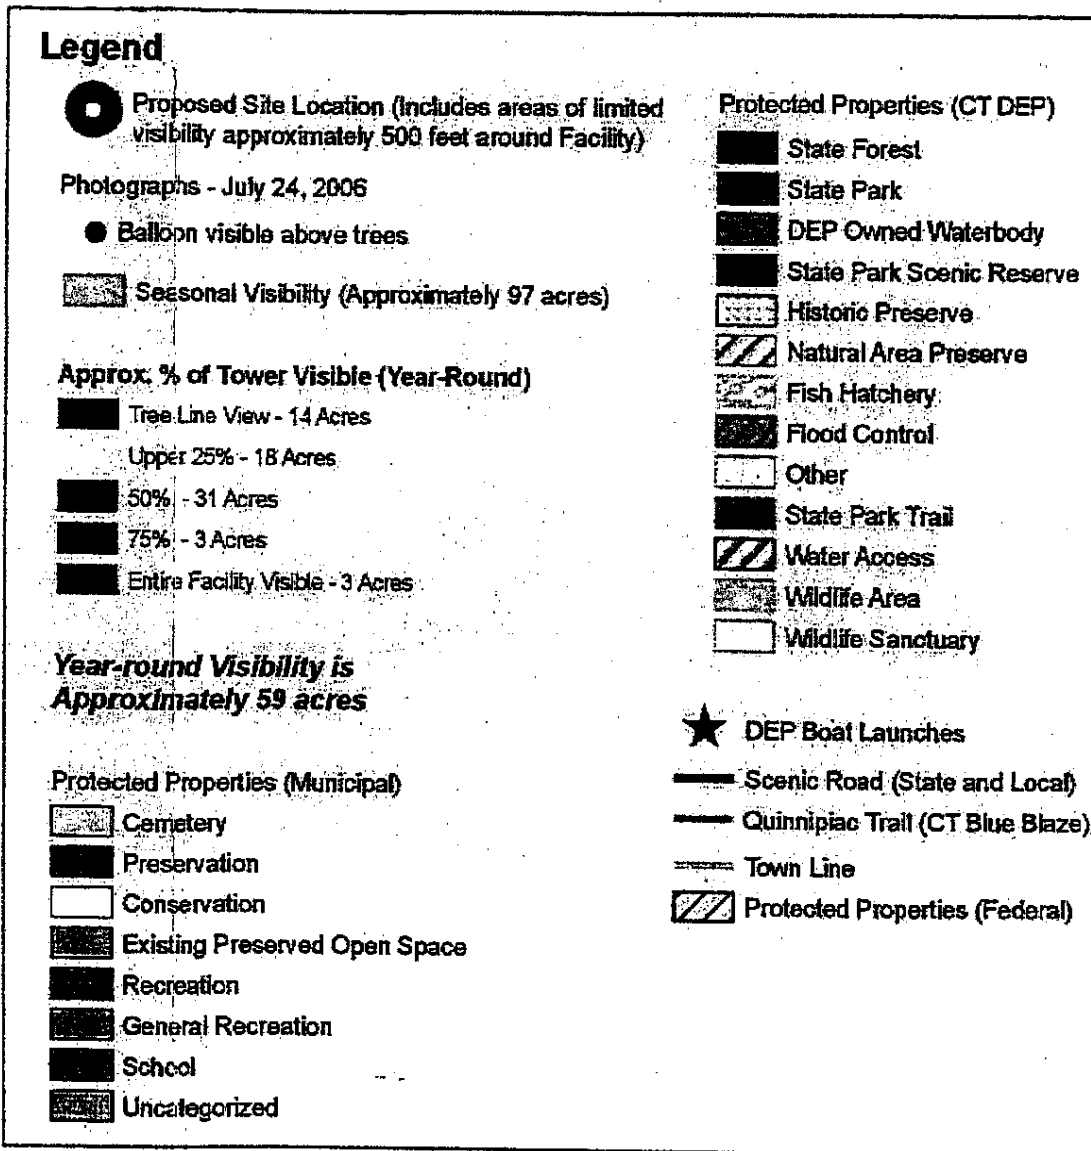 Legend
Proposed Site Location (Includes areas of limited
visibility approximately 500 feet around Facility)
Photographs - July 24, 2006
Balloon visible above trees
Seasonal Visibility (Approximately 97 acres)
Approx. % of Tower Visible (Year-Round)
Tree Line View - 14 Acres
Upper 25% - 18 Acres
50% - 31 Acres
75% - 3 Acres
Entire Facility Visible - 3 Acres
Year-round Visibility is
Approximately 59 acres
Protected Properties (Municipal)
Cemetery
Preservation
Conservation
Existing Preserved Open Space
Recreation
General Recreation
School
Uncategorized
Protected Properties (CT DEP)
State Forest
State Park
DEP Owned Waterbody
State Park Scenic Reserve
Historic Preserve
Natural Area Preserve
Fish Hatchery
Flood Control
Other
State Park Trail
Water Access
Wildlife Area
Wildlife Sanctuary
DEP Boat Launches
Scenic Road (State and Local)
Quinnipiac Trail (CT Blue Blaze)
Town Line
Protected Properties (Federal)